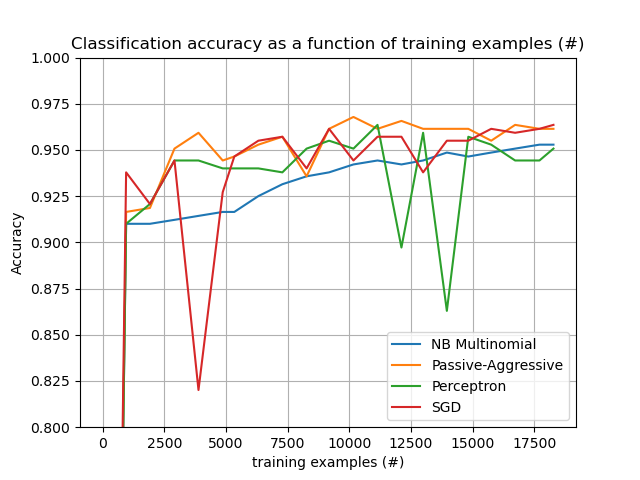 Classification accuracy as a function of training examples (#)
1.000
0.975
0.950
0.925
0.900
0.875
0.850
0.825
0.800
Accuracy
NB Multinomial
Passive-Aggressive
Perceptron
SGD
0 2500 5000 7500 10000 12500 15000 17500
training examples (#)